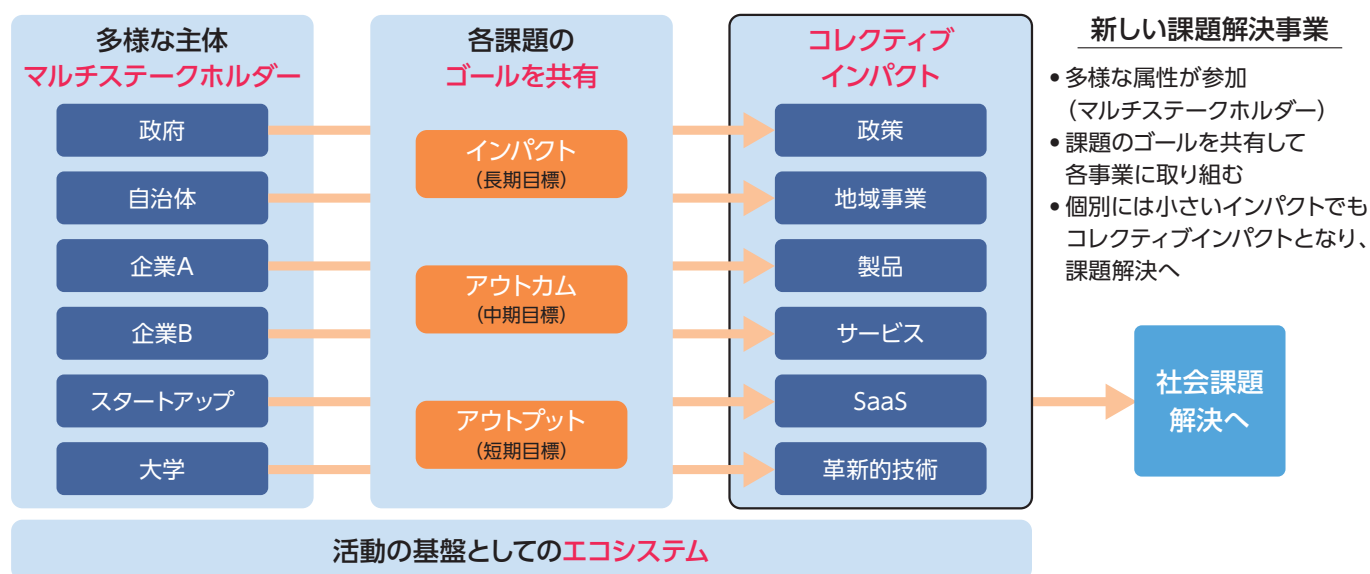 多様な主体
マルチステークホルダー
政府
自治体
企業A
企業B
スタートアップ
大学
各課題の
ゴールを共有
インパクト
(長期目標)
アウトカム
(中期目標)
アウトプット
(短期目標)
コレクティブ
インパクト
政策
地域事業
製品
サービス
SaaS
革新的技術
新しい課題解決事業
•多様な属性が参加
(マルチステークホルダー)
•課題のゴールを共有して
各事業に取り組む
•個別には小さいインパクトでも
コレクティブインパクトとなり、
課題解決へ
社会課題
解決へ
活動の基盤としてのエコシステム